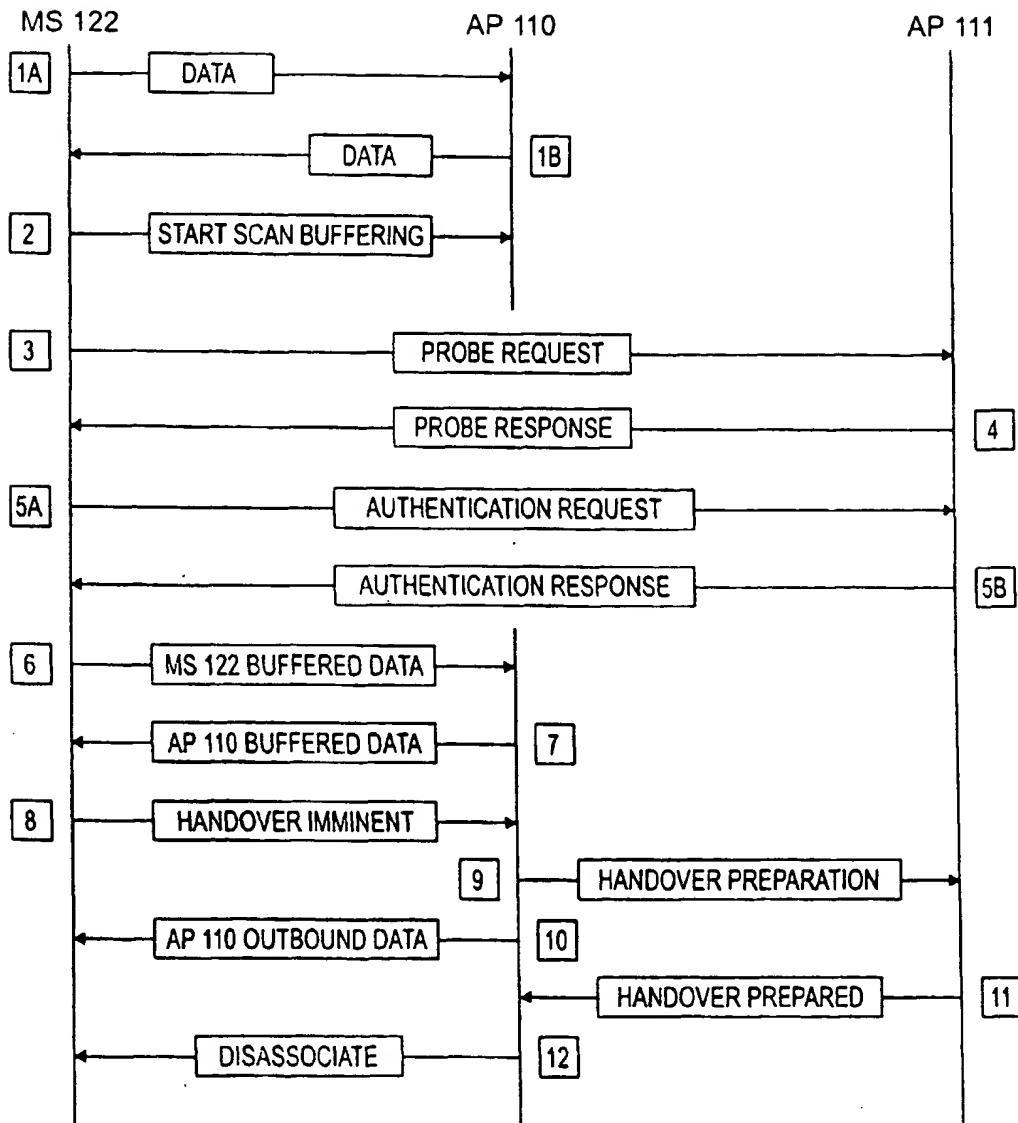 MS 122 AP 110 AP 111
1A DATA
DATA 1B
2 START SCAN BUFFERING
3 PROBE REQUEST
PROBE RESPONSE 4
5A AUTHENTICATION REQUEST
AUTHENTICATION RESPONSE 5B
6 MS 122 BUFFERED DATA
AP 110 BUFFERED DATA 7
8 HANDOVER IMMINENT
9 HANDOVER PREPARATION
AP 110 OUTBOUND DATA 10
HANDOVER PREPARED 11
DISASSOCIATE 12